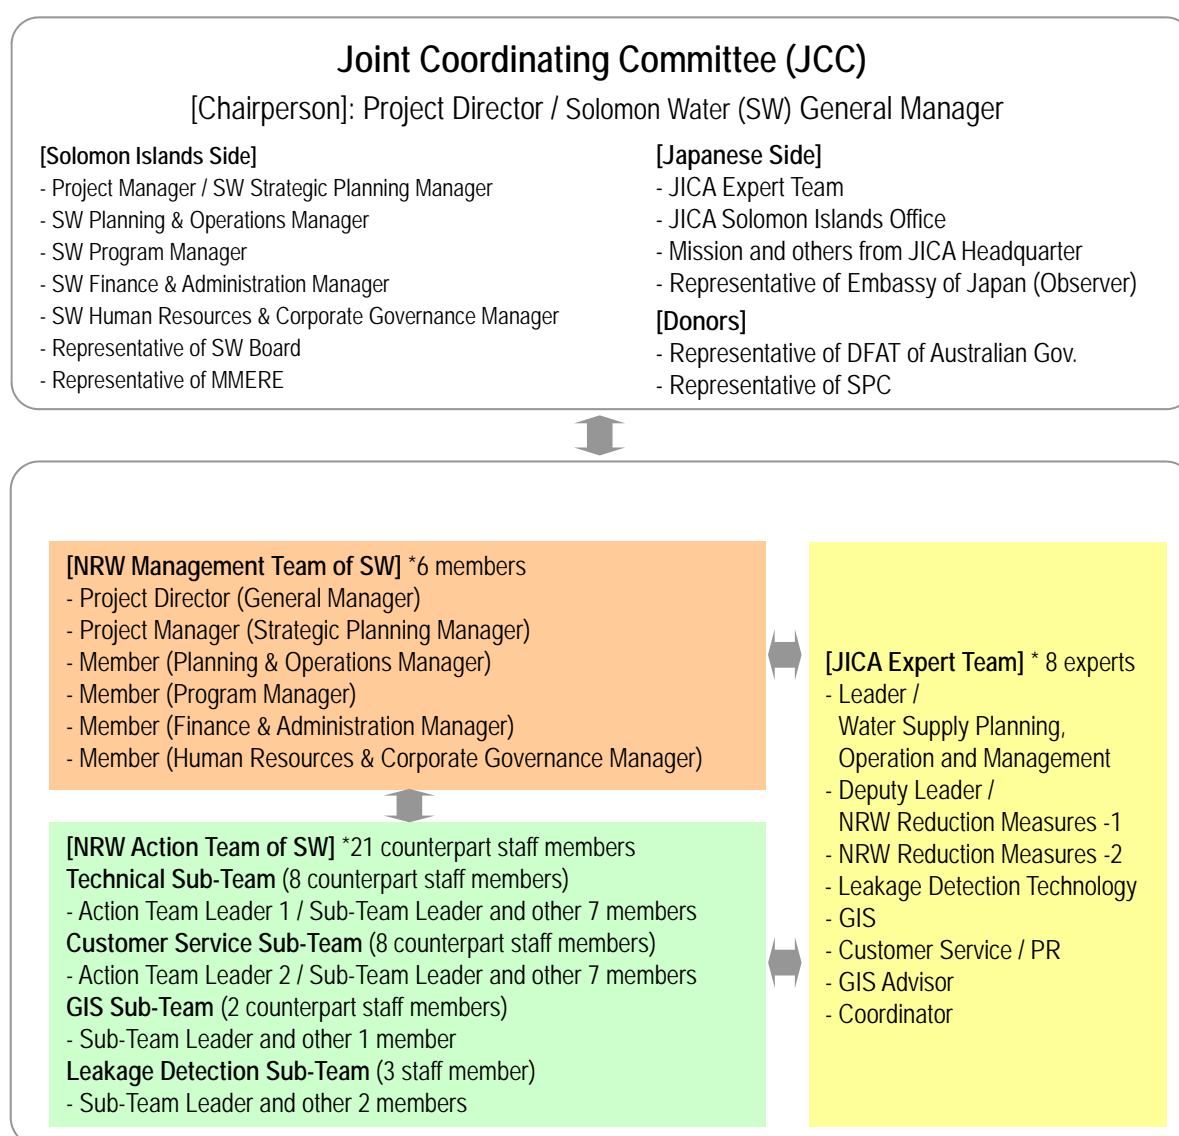 Joint Coordinating Committee (JCC)
[Chairperson]: Project Director / Solomon Water (SW) General Manager
[Solomon Islands Side]
- Project Manager / SW Strategic Planning Manager
- SW Planning & Operations Manager
- SW Program Manager
- SW Finance & Administration Manager
- SW Human Resources & Corporate Governance Manager
- Representative of SW Board
- Representative of MMERE
[Japanese Side]
- JICA Expert Team
- JICA Solomon Islands Office
- Mission and others from JICA Headquarter
- Representative of Embassy of Japan (Observer)
[Donors]
- Representative of DFAT of Australian Gov.
- Representative of SPC
[NRW Management Team of SW] *6 members
- Project Director (General Manager)
- Project Manager (Strategic Planning Manager)
- Member (Planning & Operations Manager)
- Member (Program Manager)
- Member (Finance & Administration Manager)
- Member (Human Resources & Corporate Governance Manager)
[NRW Action Team of SW] *21 counterpart staff members
Technical Sub-Team (8 counterpart staff members)
- Action Team Leader 1 / Sub-Team Leader and other 7 members
Customer Service Sub-Team (8 counterpart staff members)
- Action Team Leader 2 / Sub-Team Leader and other 7 members
GIS Sub-Team (2 counterpart staff members)
- Sub-Team Leader and other 1 member
Leakage Detection Sub-Team (3 staff member)
- Sub-Team Leader and other 2 members
[JICA Expert Team] * 8 experts
- Leader /
Water Supply Planning,
Operation and Management
- Deputy Leader /
NRW Reduction Measures -1
- NRW Reduction Measures -2
- Leakage Detection Technology
- GIS
- Customer Service / PR
- GIS Advisor
- Coordinator